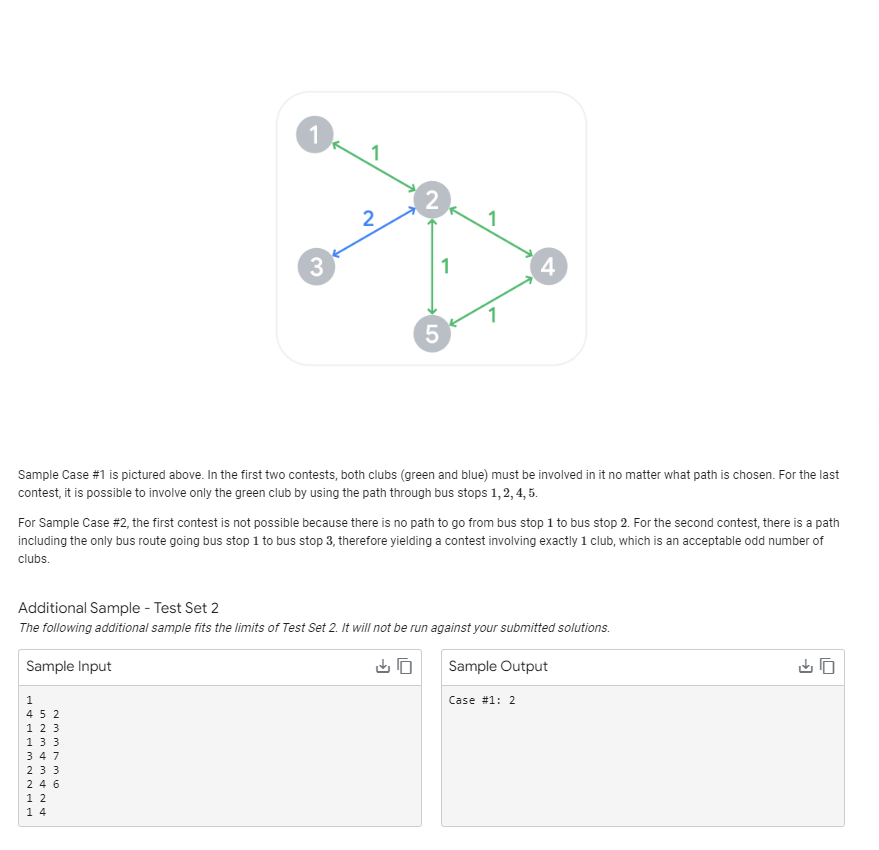 1
1
2
2
1
3
1
4
1
5
Sample Case #1 is pictured above. In the first two contests, both clubs (green and blue) must be involved in it no matter what path is chosen. For the last
contest, it is possible to involve only the green club by using the path through bus stops 1, 2, 4, 5.
For Sample Case #2, the first contest is not possible because there is no path to go from bus stop 1 to bus stop 2. For the second contest, there is a path
including the only bus route going bus stop 1 to bus stop 3, therefore yielding a contest involving exactly 1 club, which is an acceptable odd number of
clubs.
Additional Sample - Test Set 2
The following additional sample fits the limits of Test Set 2. It will not be run against your submitted solutions.
Sample Input
1
4 5 2
1 2 3
1 3 3
3 4 7
2 3 3
2 4 6
1 2
1 4
Sample Output
Case #1: 2